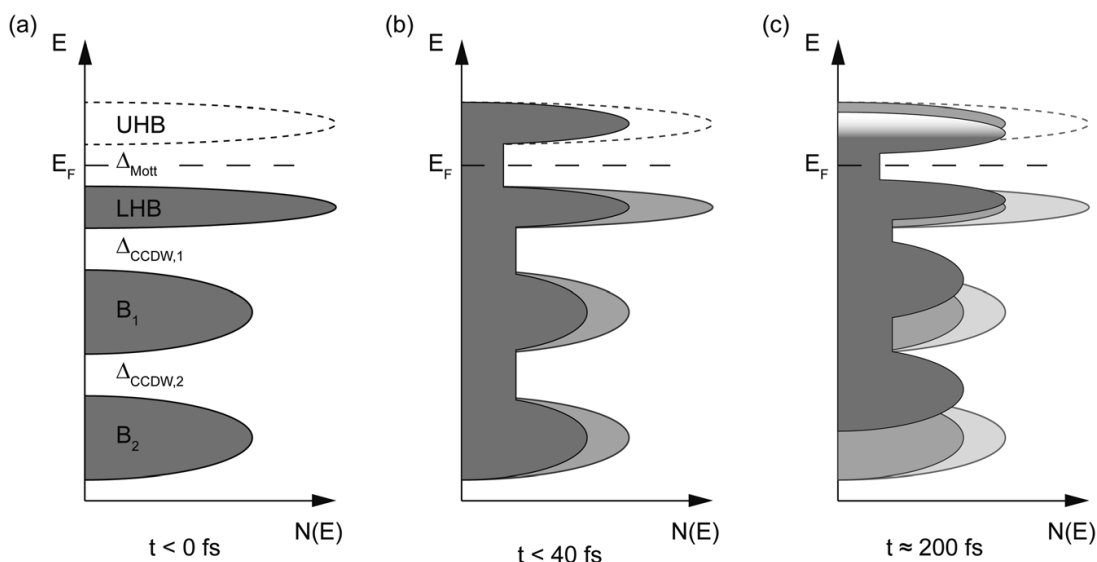 (a)
E
UHB
Δ_Mott
E_F
LHB
Δ_CCDW,1
B_1
Δ_CCDW,2
B_2
N(E)
t < 0 fs
(b)
E
E_F
N(E)
t < 40 fs
(c)
E
E_F
N(E)
t ≈ 200 fs